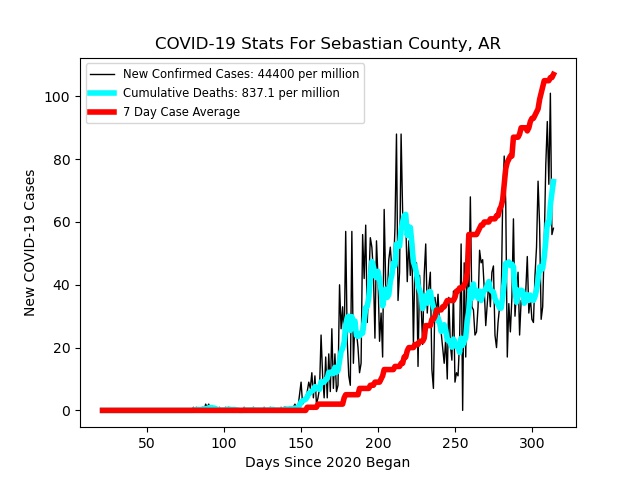 COVID-19 Stats For Sebastian County, AR
New Confirmed Cases: 44400 per million
Cumulative Deaths: 837.1 per million
7 Day Case Average
New COVID-19 Cases
100
80
60
40
20
0
50 100 150 200 250 300
Days Since 2020 Began